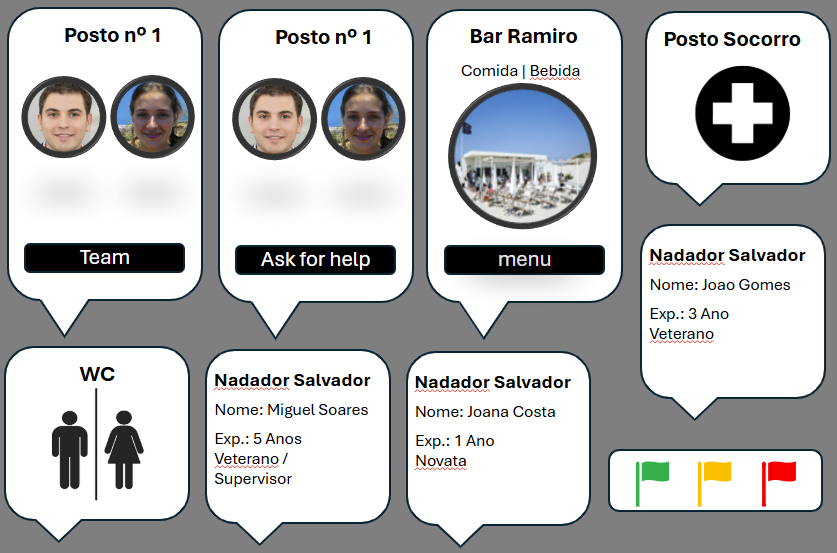 Posto nº 1
Team
Posto nº 1
Ask for help
Bar Ramiro
Comida | Bebida
menu
Posto Socorro
Nadador Salvador
Nome: Joao Gomes
Exp.: 3 Ano
Veterano
WC
Nadador Salvador
Nome: Miguel Soares
Exp.: 5 Anos
Veterano /
Supervisor
Nadador Salvador
Nome: Joana Costa
Exp.: 1 Ano
Novata